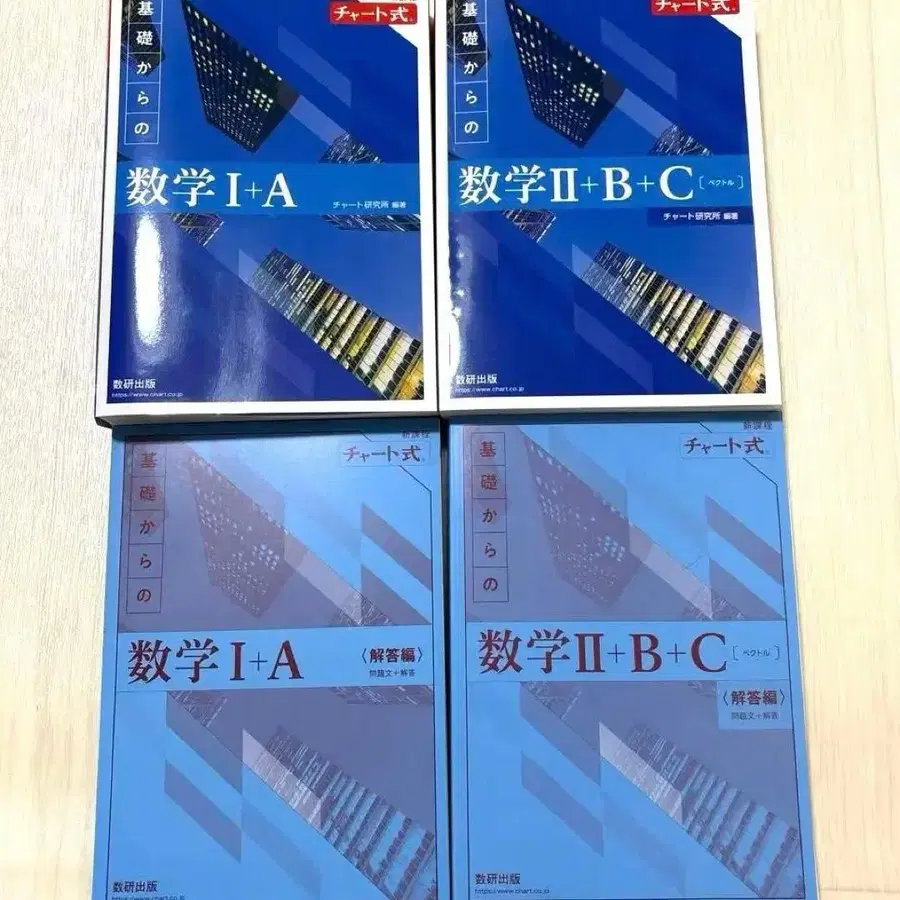 チャート式®
基礎からの
数学I+A
チャート研究所 編著
数研出版
https://www.chart.co.jp
チャート式®
基礎からの
数学II+B+C〔ベクトル〕
チャート研究所 編著
数研出版
https://www.chart.co.jp
新課程
チャート式®
基礎からの
数学I+A
〈解答編〉
問題文+解答
数研出版
https://www.chart.co.jp
新課程
チャート式®
基礎からの
数学II+B+C〔ベクトル〕
〈解答編〉
問題文+解答
数研出版
https://www.chart.co.jp